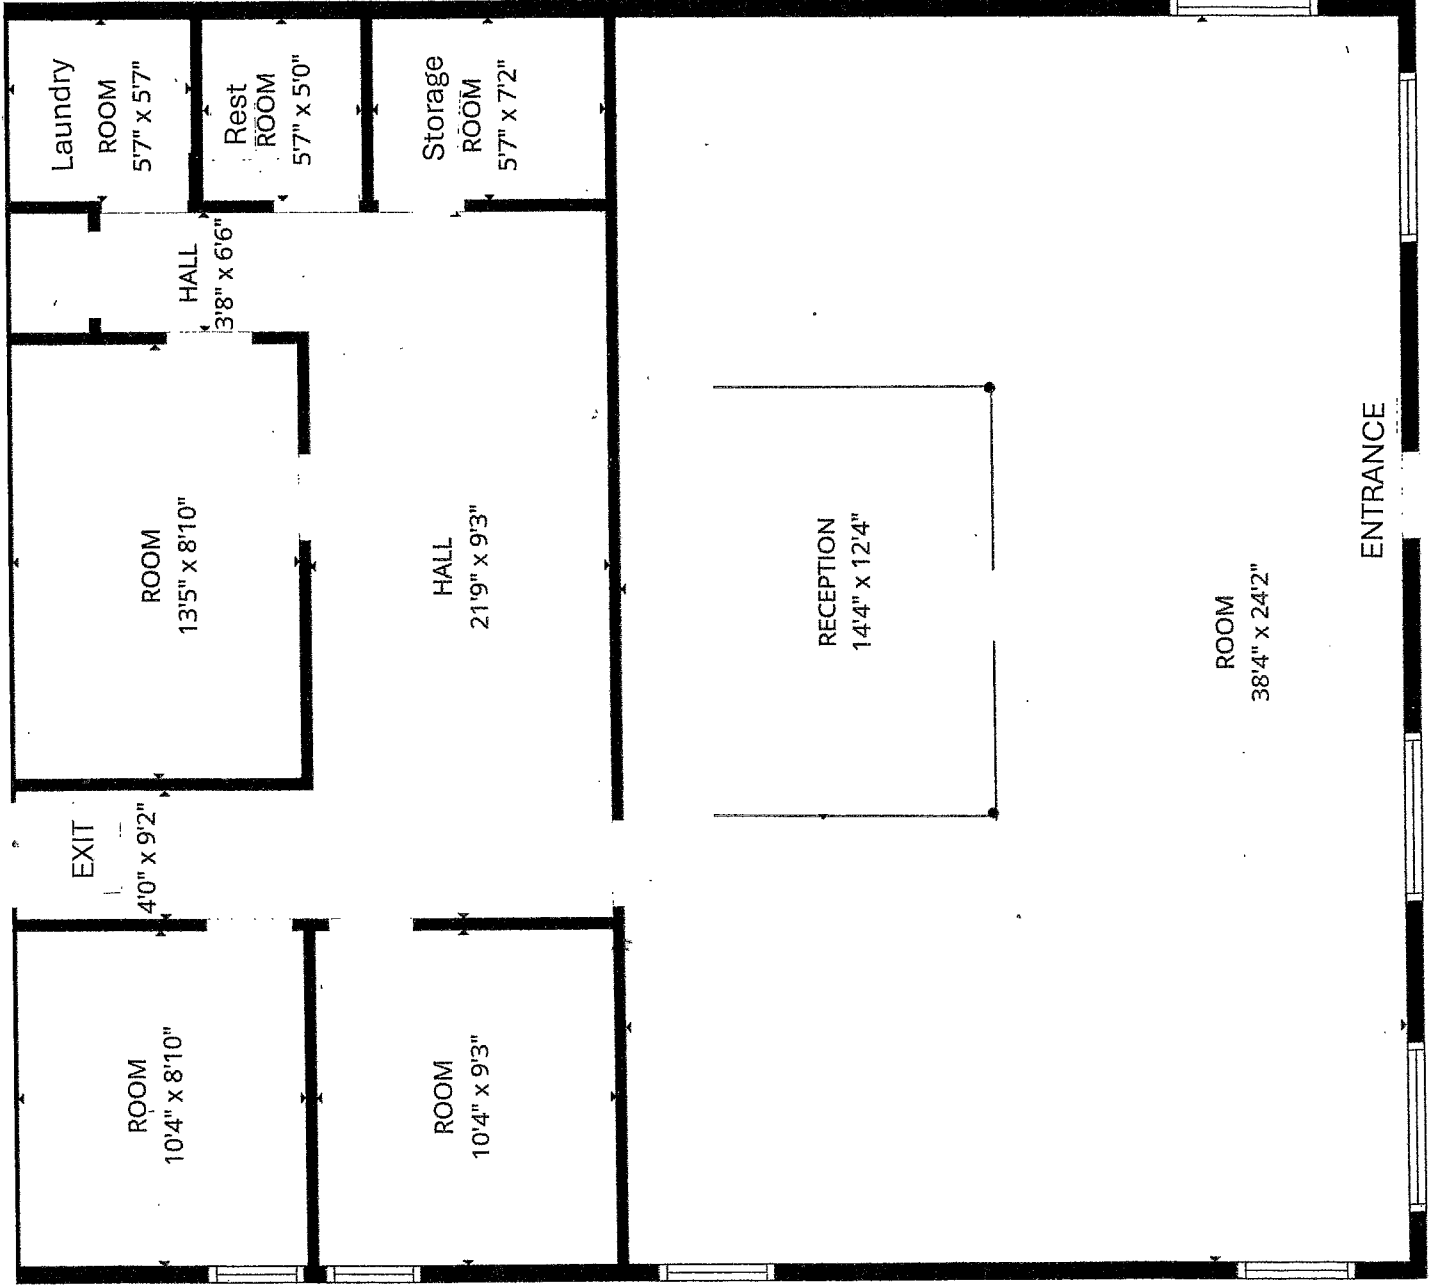 Laundry
ROOM
5'7" x 5'7"
Rest
ROOM
5'7" x 5'0"
Storage
ROOM
5'7" x 7'2"
HALL
3'8" x 6'6"
ROOM
13'5" x 8'10"
HALL
21'9" x 9'3"
RECEPTION
14'4" x 12'4"
ENTRANCE
ROOM
38'4" x 24'2"
EXIT
4'0" x 9'2"
ROOM
10'4" x 8'10"
ROOM
10'4" x 9'3"